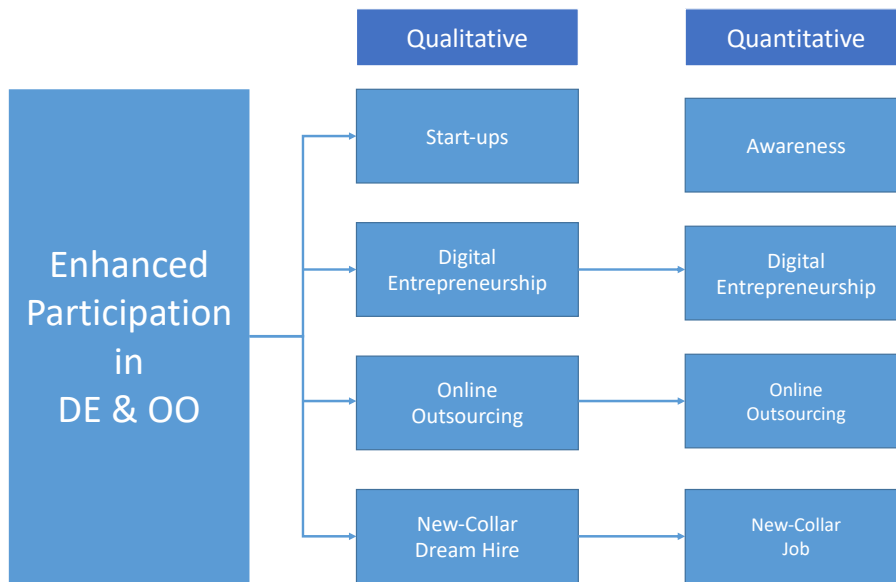 Qualitative
Quantitative
Enhanced
Participation
in
DE & OO
Start-ups
Awareness
Digital
Entrepreneurship
Digital
Entrepreneurship
Online
Outsourcing
Online
Outsourcing
New-Collar
Dream Hire
New-Collar
Job